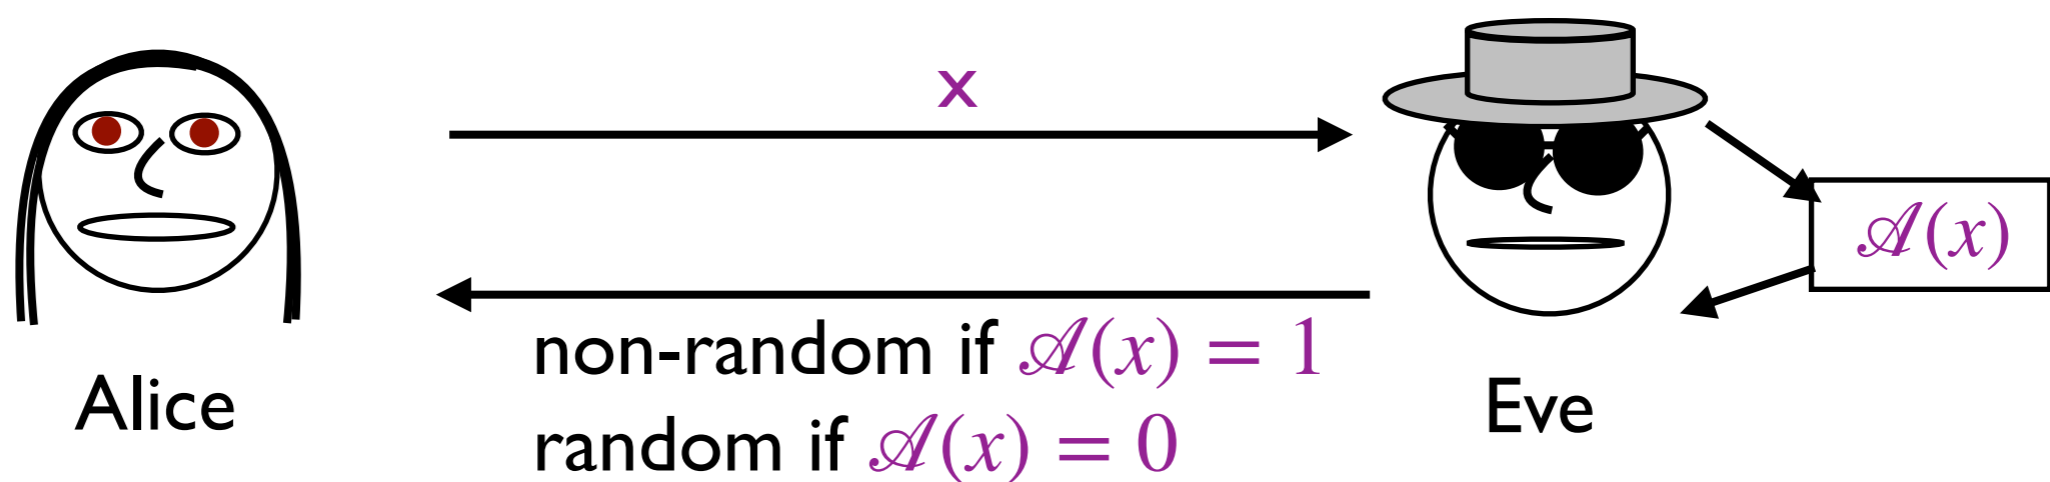 x
𝒜(x)
non-random if 𝒜(x) = 1
random if 𝒜(x) = 0
Alice
Eve